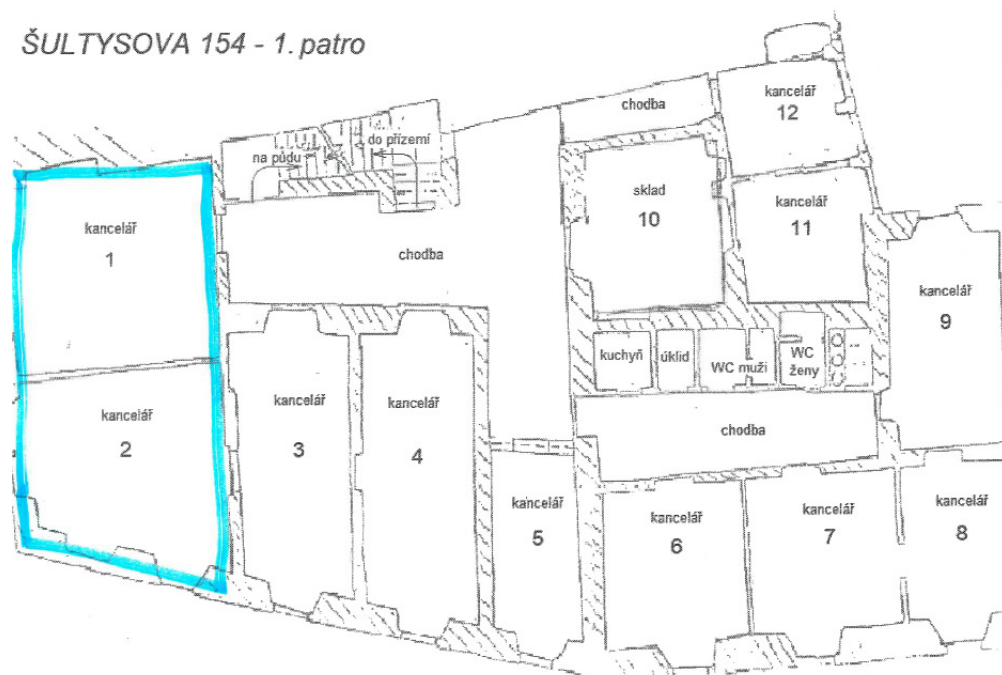 ŠULTYSOVA 154 - 1. patro
kancelář
12
chodba
do přízemí
na půdu
sklad
10
kancelář
11
kancelář
1
chodba
kancelář
9
kuchyň
úklid
WC muži
WC
ženy
kancelář
2
kancelář
3
kancelář
4
chodba
kancelář
5
kancelář
6
kancelář
7
kancelář
8